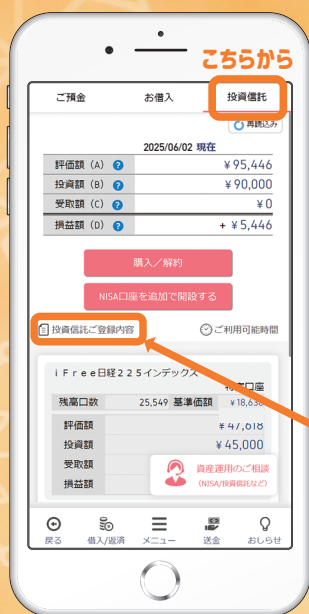 こちらから
ご預金 お借入 投資信託
再読込み
2025/06/02 現在
評価額 (A) ? ¥95,446
投資額 (B) ? ¥90,000
受取額 (C) ? ¥0
損益額 (D) ? + ¥5,446
購入／解約
NISA口座を追加で開設する
投資信託ご登録内容 ご利用可能時間
iFree日経225インデックス
残高口数 25,549 基準価額 ¥18,638
評価額 ¥47,618
投資額 ¥45,000
受取額
損益額
資産運用のご相談
(NISA/投資信託など)
戻る 借入/返済 メニュー 送金 おしらせ